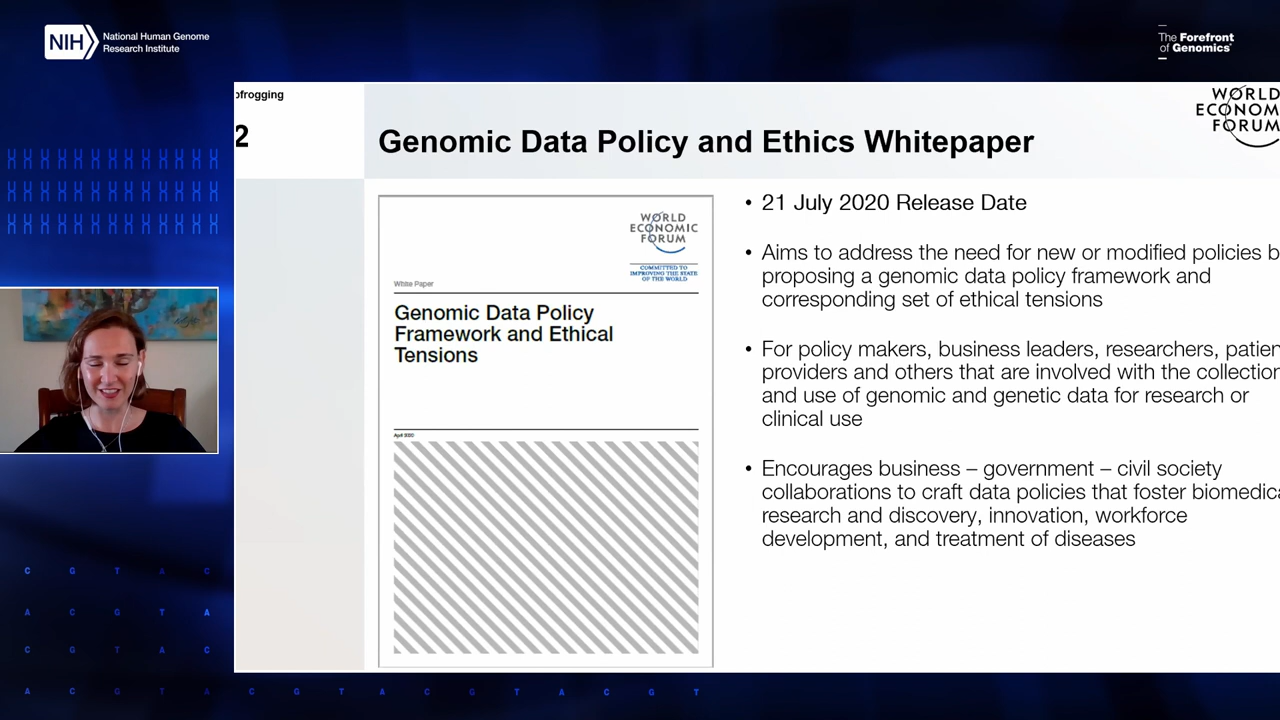 NIH
National Human Genome
Research Institute
The Forefront
of Genomics
ofrogging
2
WORLD
ECONOM
FORUM
Genomic Data Policy and Ethics Whitepaper
WORLD
ECONOMIC
FORUM
COMMITTED TO
IMPROVING THE STATE
OF THE WORLD
White Paper
Genomic Data Policy
Framework and Ethical
Tensions
April 2020
• 21 July 2020 Release Date
• Aims to address the need for new or modified policies b
proposing a genomic data policy framework and
corresponding set of ethical tensions
• For policy makers, business leaders, researchers, patien
providers and others that are involved with the collection
and use of genomic and genetic data for research or
clinical use
• Encourages business – government – civil society
collaborations to craft data policies that foster biomedica
research and discovery, innovation, workforce
development, and treatment of diseases
C G T A C
A C G T A
C G T A C
A C G T A C G T A C G T A C G T